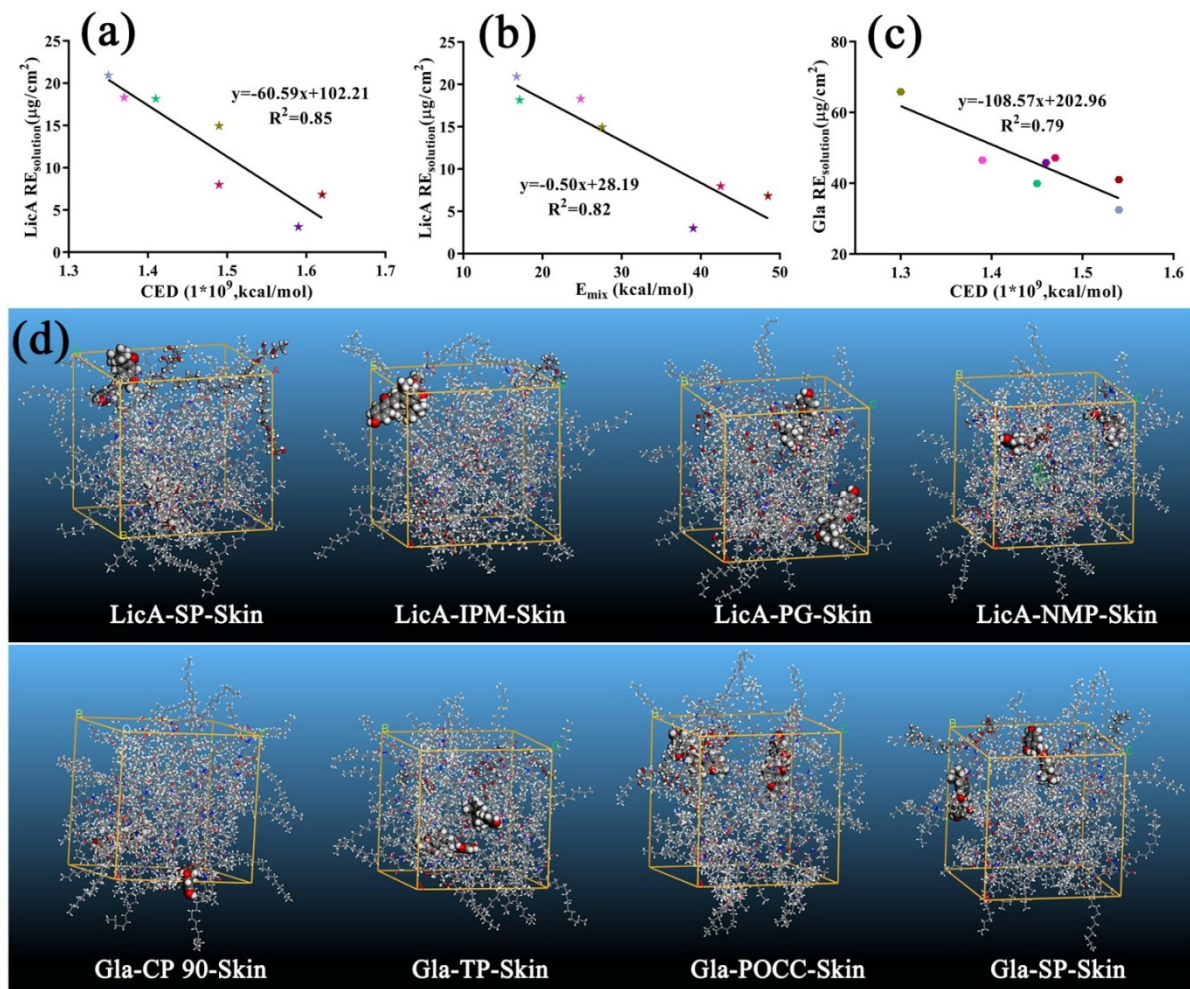 (a)
LicA RE_solution(μg/cm²)
25
20
15
10
5
0
y=-60.59x+102.21
R²=0.85
1.3 1.4 1.5 1.6 1.7
CED (1*10⁹,kcal/mol)
(b)
LicA RE_solution(μg/cm²)
25
20
15
10
5
0
y=-0.50x+28.19
R²=0.82
10 20 30 40 50
E_mix (kcal/mol)
(c)
Gla RE_solution(μg/cm²)
80
60
40
20
y=-108.57x+202.96
R²=0.79
1.3 1.4 1.5 1.6
CED (1*10⁹,kcal/mol)
(d)
LicA-SP-Skin LicA-IPM-Skin LicA-PG-Skin LicA-NMP-Skin
Gla-CP 90-Skin Gla-TP-Skin Gla-POCC-Skin Gla-SP-Skin